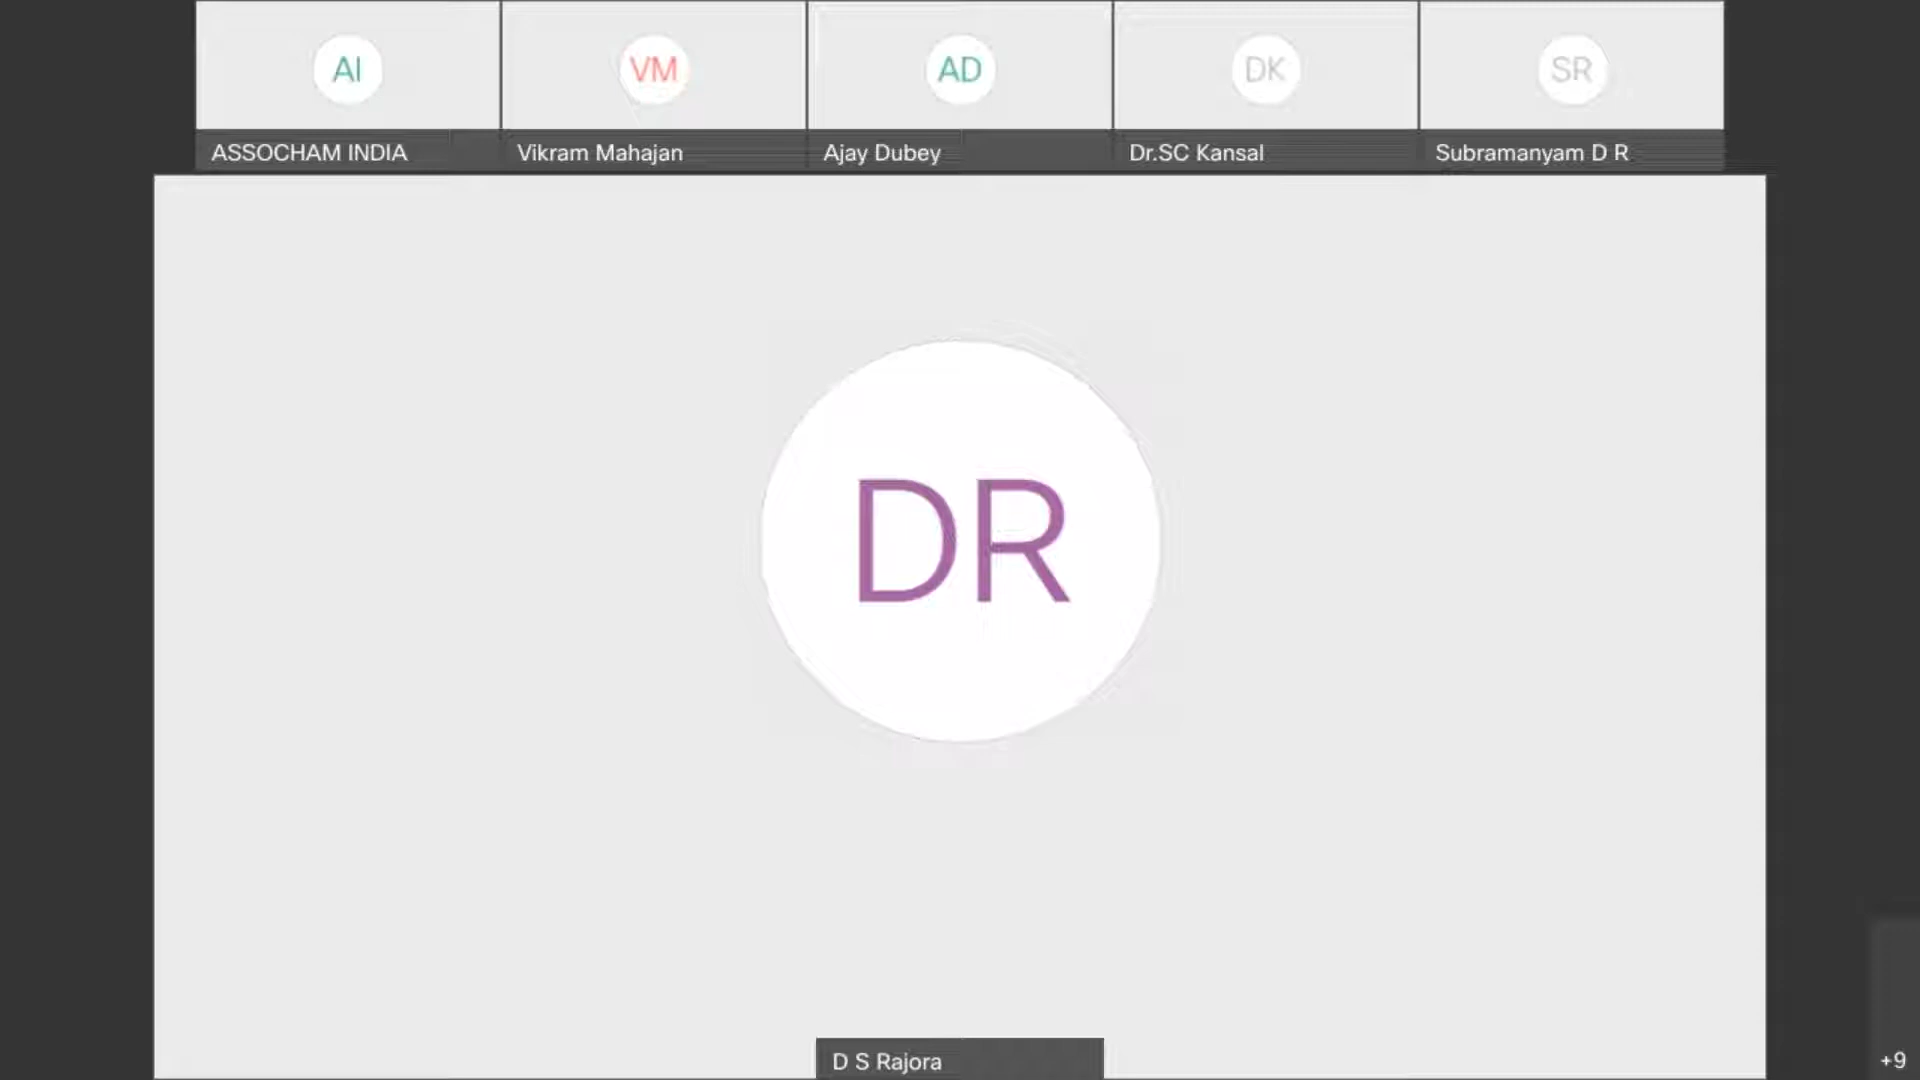 AI
VM
AD
DK
SR
ASSOCHAM INDIA
Vikram Mahajan
Ajay Dubey
Dr.SC Kansal
Subramanyam D R
DR
D S Rajora
+9